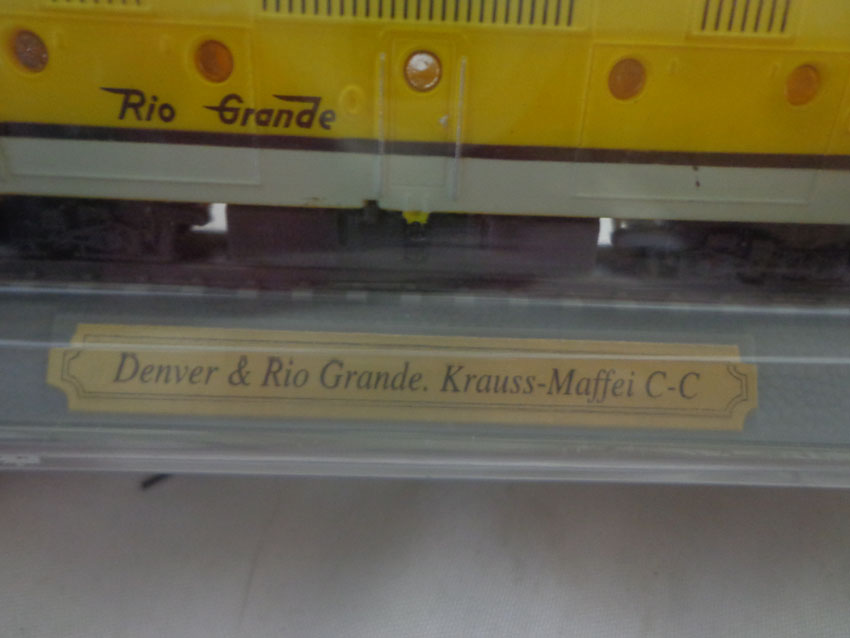 Rio Grande
Denver & Rio Grande. Krauss-Maffei C-C